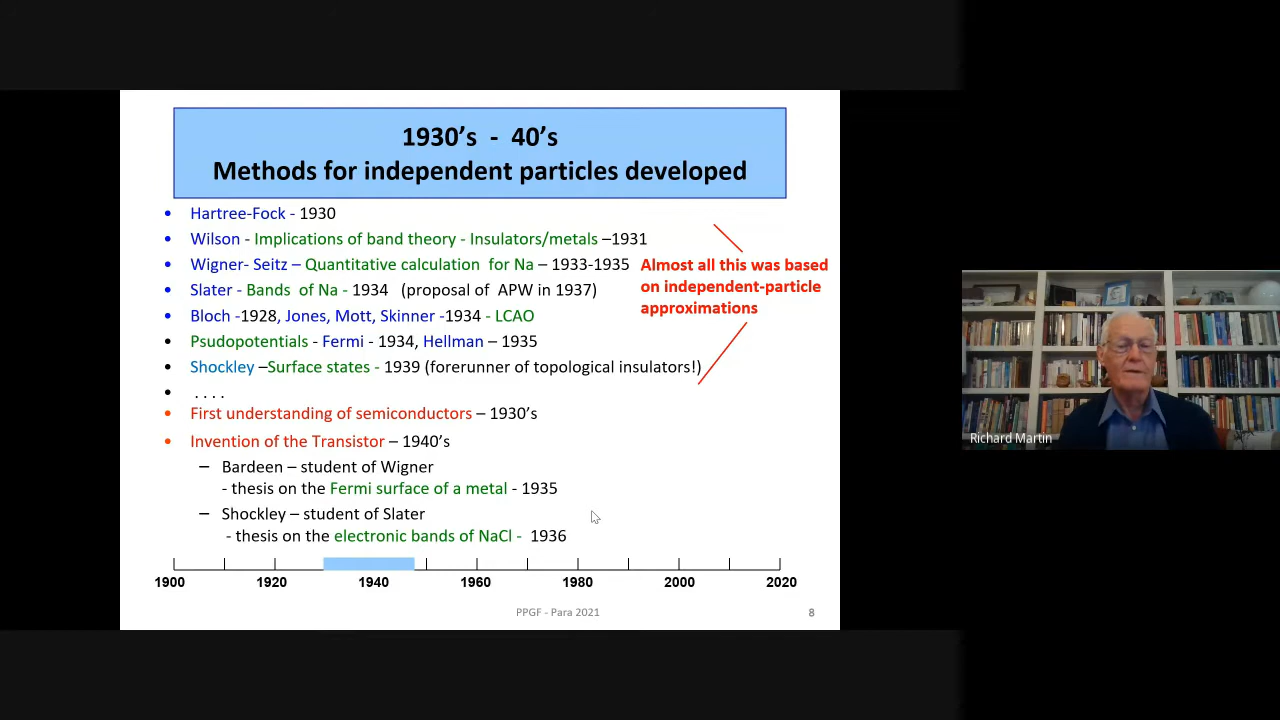 1930's - 40's
Methods for independent particles developed
• Hartree-Fock - 1930
• Wilson - Implications of band theory - Insulators/metals –1931
• Wigner- Seitz – Quantitative calculation for Na – 1933-1935
• Slater - Bands of Na - 1934 (proposal of APW in 1937)
• Bloch -1928, Jones, Mott, Skinner -1934 - LCAO
• Psudopotentials - Fermi - 1934, Hellman – 1935
• Shockley –Surface states - 1939 (forerunner of topological insulators!)
• . . . .
Almost all this was based
on independent-particle
approximations
• First understanding of semiconductors – 1930's
• Invention of the Transistor – 1940's
– Bardeen – student of Wigner
- thesis on the Fermi surface of a metal - 1935
– Shockley – student of Slater
- thesis on the electronic bands of NaCl - 1936
1900 1920 1940 1960 1980 2000 2020
PPGF - Para 2021
8
Richard Martin